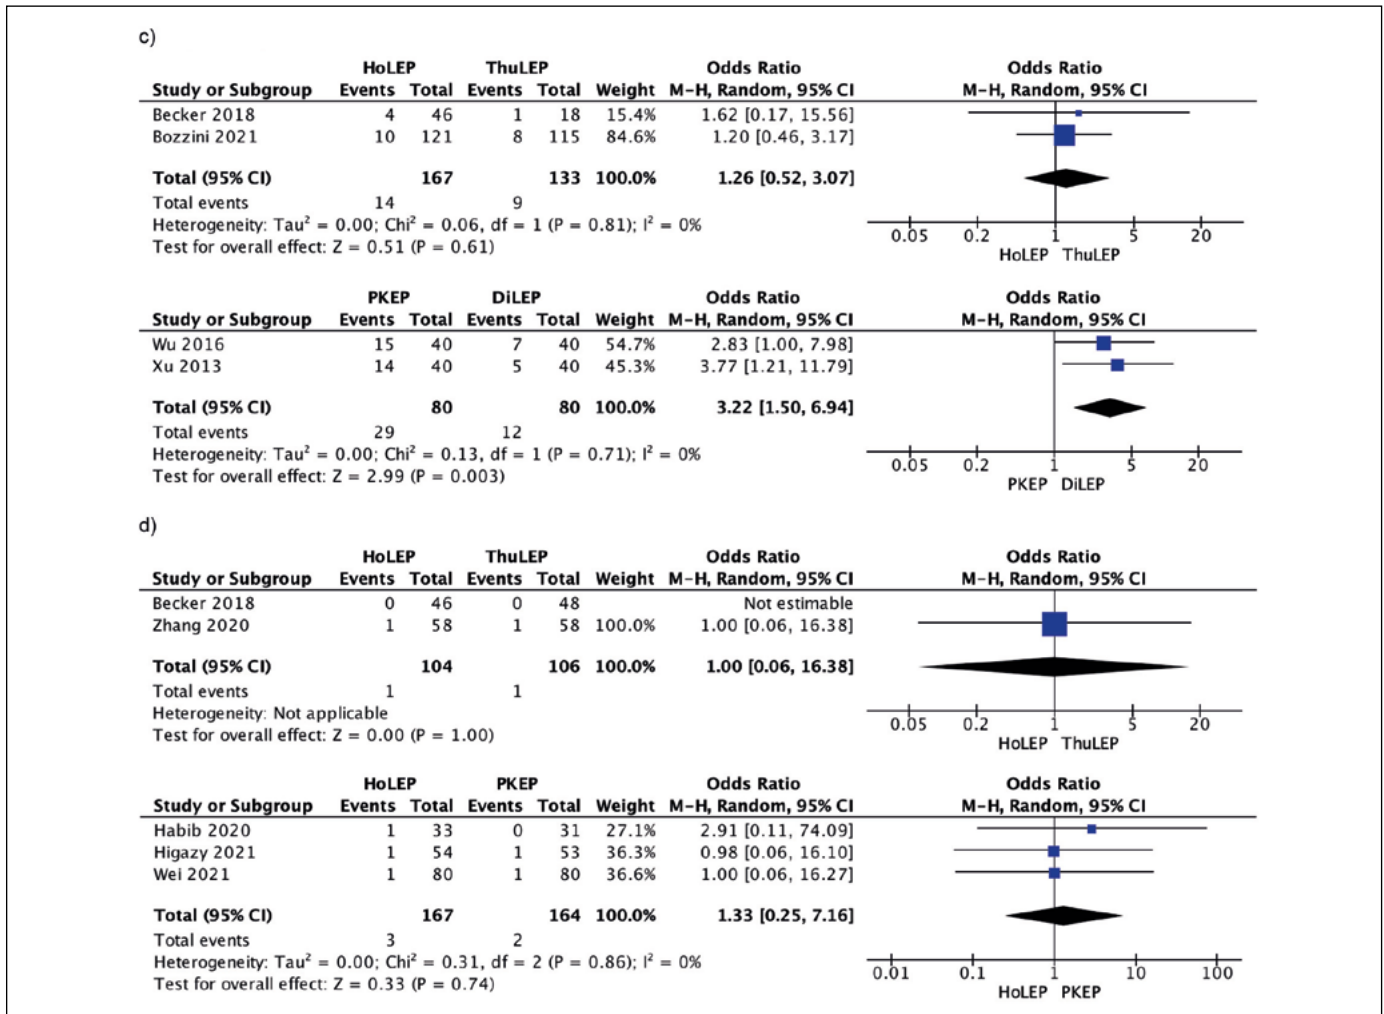 c)
HoLEP ThuLEP Odds Ratio Odds Ratio
Study or Subgroup Events Total Events Total Weight M-H, Random, 95% CI M-H, Random, 95% CI
Becker 2018 4 46 1 18 15.4% 1.62 [0.17, 15.56]
Bozzini 2021 10 121 8 115 84.6% 1.20 [0.46, 3.17]
Total (95% CI) 167 133 100.0% 1.26 [0.52, 3.07]
Total events 14 9
Heterogeneity: Tau² = 0.00; Chi² = 0.06, df = 1 (P = 0.81); I² = 0%
Test for overall effect: Z = 0.51 (P = 0.61)
0.05 0.2 1 5 20
HoLEP ThuLEP
PKEP DiLEP Odds Ratio Odds Ratio
Study or Subgroup Events Total Events Total Weight M-H, Random, 95% CI M-H, Random, 95% CI
Wu 2016 15 40 7 40 54.7% 2.83 [1.00, 7.98]
Xu 2013 14 40 5 40 45.3% 3.77 [1.21, 11.79]
Total (95% CI) 80 80 100.0% 3.22 [1.50, 6.94]
Total events 29 12
Heterogeneity: Tau² = 0.00; Chi² = 0.13, df = 1 (P = 0.71); I² = 0%
Test for overall effect: Z = 2.99 (P = 0.003)
0.05 0.2 1 5 20
PKEP DiLEP
d)
HoLEP ThuLEP Odds Ratio Odds Ratio
Study or Subgroup Events Total Events Total Weight M-H, Random, 95% CI M-H, Random, 95% CI
Becker 2018 0 46 0 48 Not estimable
Zhang 2020 1 58 1 58 100.0% 1.00 [0.06, 16.38]
Total (95% CI) 104 106 100.0% 1.00 [0.06, 16.38]
Total events 1 1
Heterogeneity: Not applicable
Test for overall effect: Z = 0.00 (P = 1.00)
0.05 0.2 1 5 20
HoLEP ThuLEP
HoLEP PKEP Odds Ratio Odds Ratio
Study or Subgroup Events Total Events Total Weight M-H, Random, 95% CI M-H, Random, 95% CI
Habib 2020 1 33 0 31 27.1% 2.91 [0.11, 74.09]
Higazy 2021 1 54 1 53 36.3% 0.98 [0.06, 16.10]
Wei 2021 1 80 1 80 36.6% 1.00 [0.06, 16.27]
Total (95% CI) 167 164 100.0% 1.33 [0.25, 7.16]
Total events 3 2
Heterogeneity: Tau² = 0.00; Chi² = 0.31, df = 2 (P = 0.86); I² = 0%
Test for overall effect: Z = 0.33 (P = 0.74)
0.01 0.1 1 10 100
HoLEP PKEP